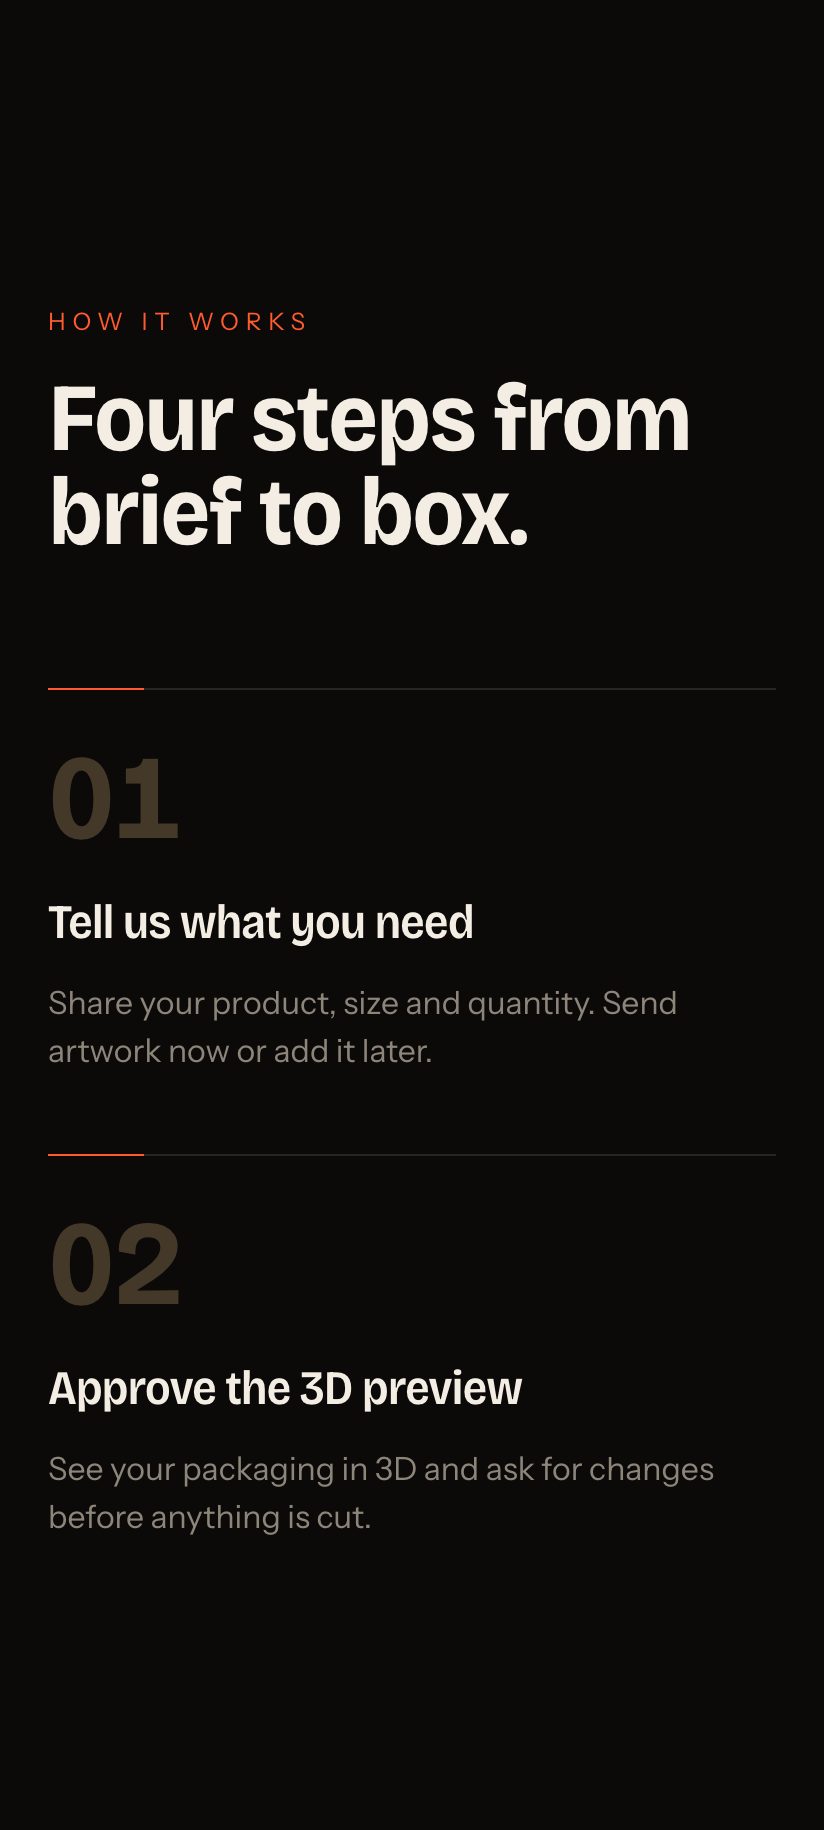 HOW IT WORKS
Four steps from
brief to box.
01
Tell us what you need
Share your product, size and quantity. Send
artwork now or add it later.
02
Approve the 3D preview
See your packaging in 3D and ask for changes
before anything is cut.